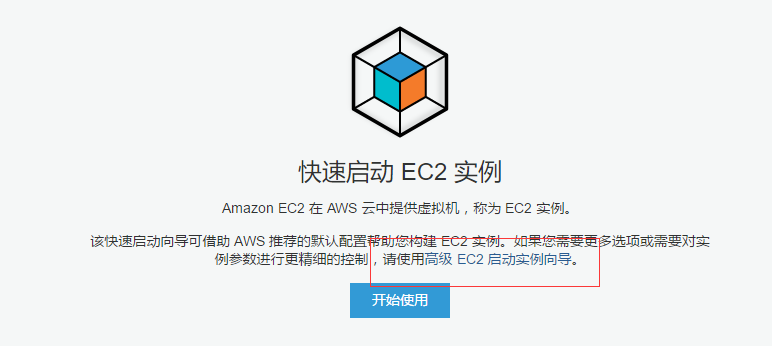 快速启动 EC2 实例
Amazon EC2 在 AWS 云中提供虚拟机，称为 EC2 实例。
该快速启动向导可借助 AWS 推荐的默认配置帮助您构建 EC2 实例。如果您需要更多选项或需要对实
例参数进行更精细的控制，请使用高级 EC2 启动实例向导。
开始使用